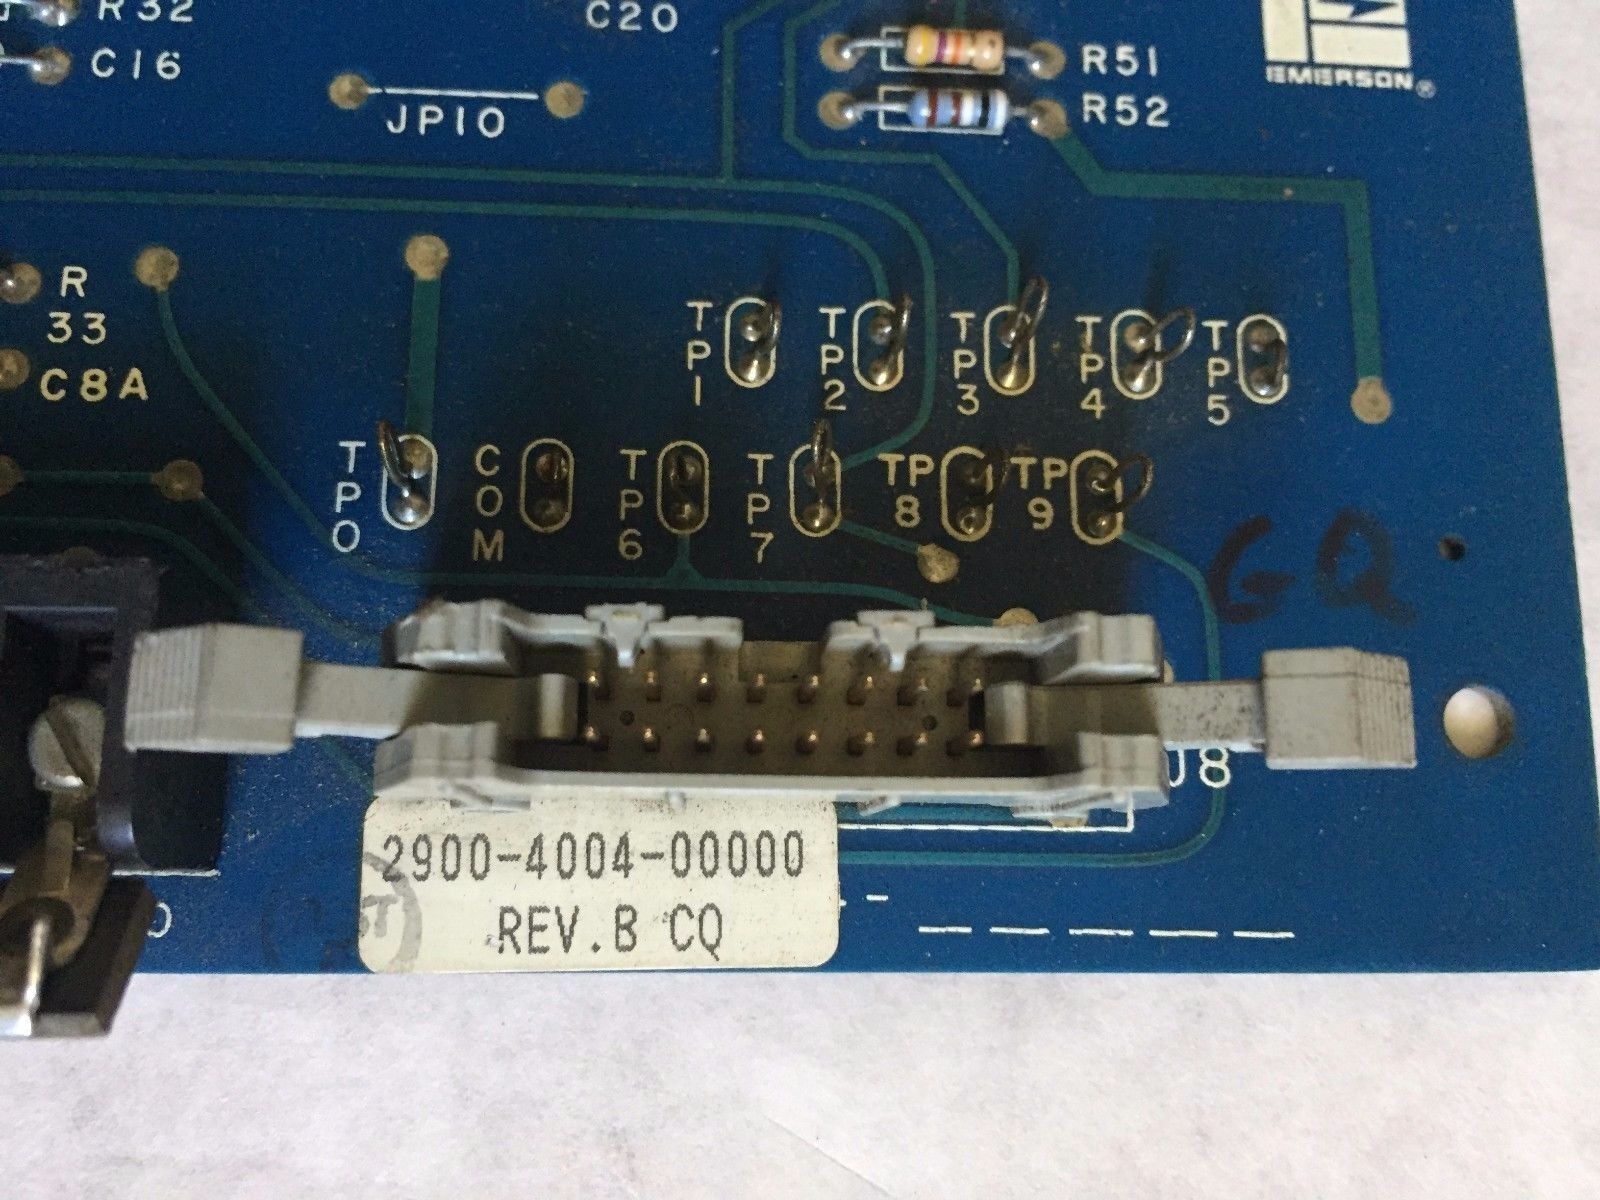 R32
C16
C20
JP10
R51
R52
EMERSON®
R
33
C8A
TP1
TP2
TP3
TP4
TP5
TP0
COM
TP6
TP7
TP8
TP9
GQ
J8
2900-4004-00000
REV.B CQ